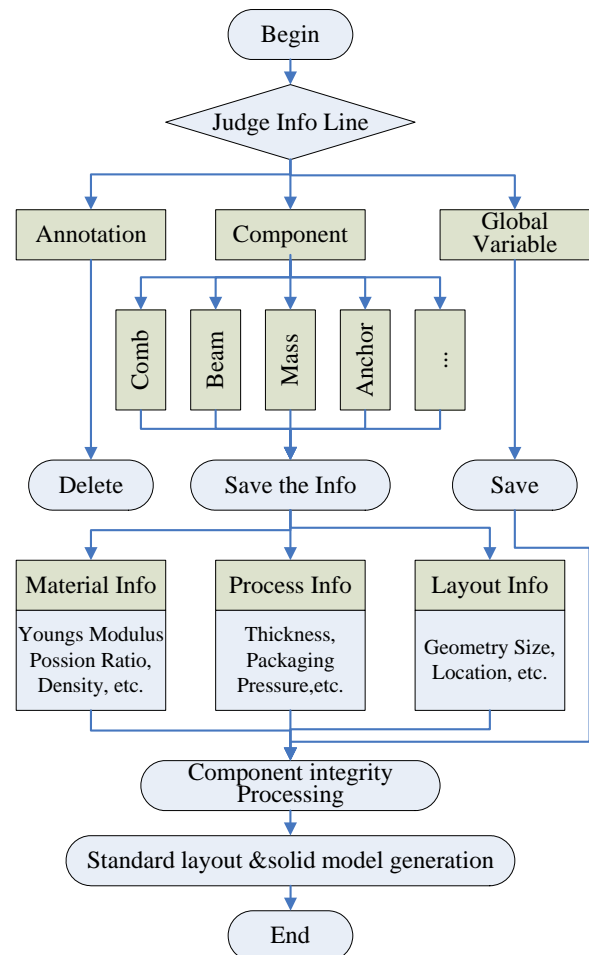 Begin
Judge Info Line
Annotation
Component
Global
Variable
Comb
Beam
Mass
Anchor
...
Delete
Save the Info
Save
Material Info
Process Info
Layout Info
Youngs Modulus
Possion Ratio,
Density, etc.
Thickness,
Packaging
Pressure,etc.
Geometry Size,
Location, etc.
Component integrity
Processing
Standard layout &solid model generation
End